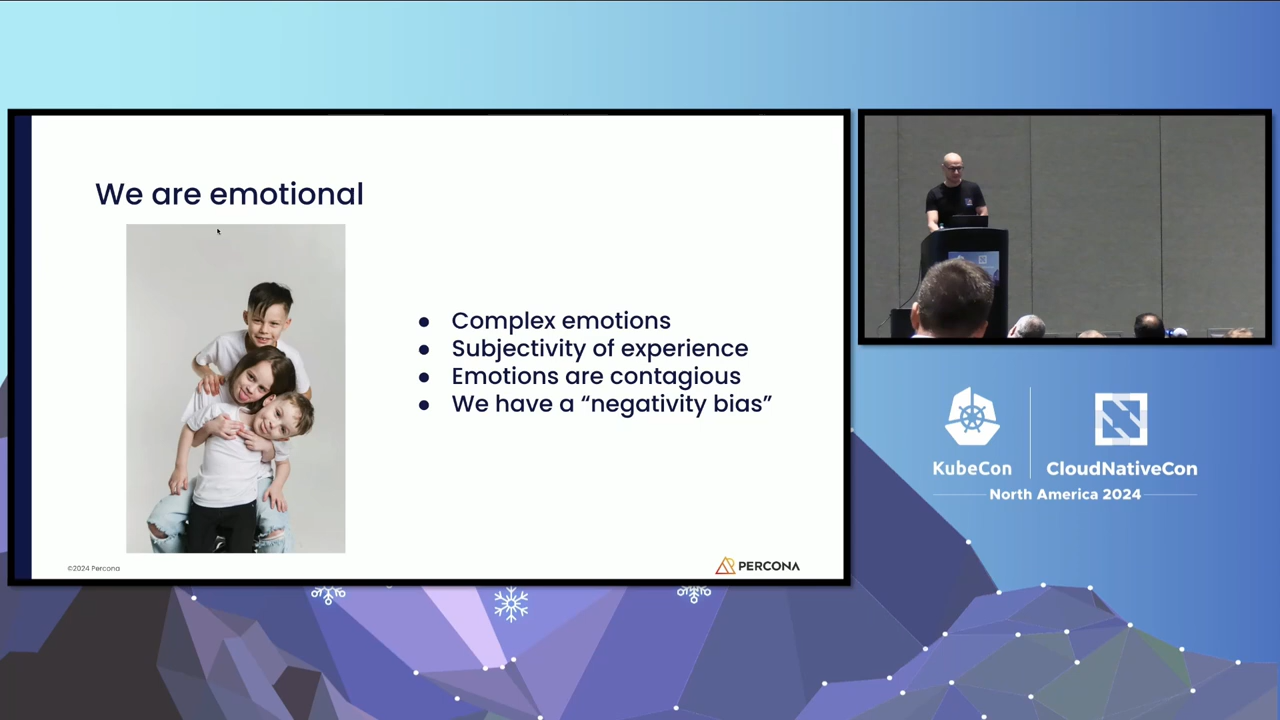 We are emotional
● Complex emotions
● Subjectivity of experience
● Emotions are contagious
● We have a “negativity bias”
©2024 Percona
PERCONA
KubeCon
CloudNativeCon
North America 2024